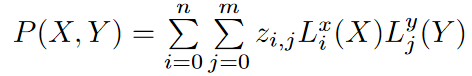 P(X, Y) = \sum_{i=0}^{n} \sum_{j=0}^{m} z_{i,j} L_i^x(X) L_j^y(Y)